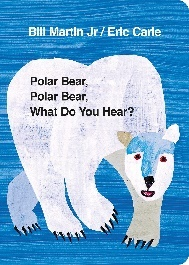 Bill Martin Jr / Eric Carle
Polar Bear,
Polar Bear,
What Do You Hear?